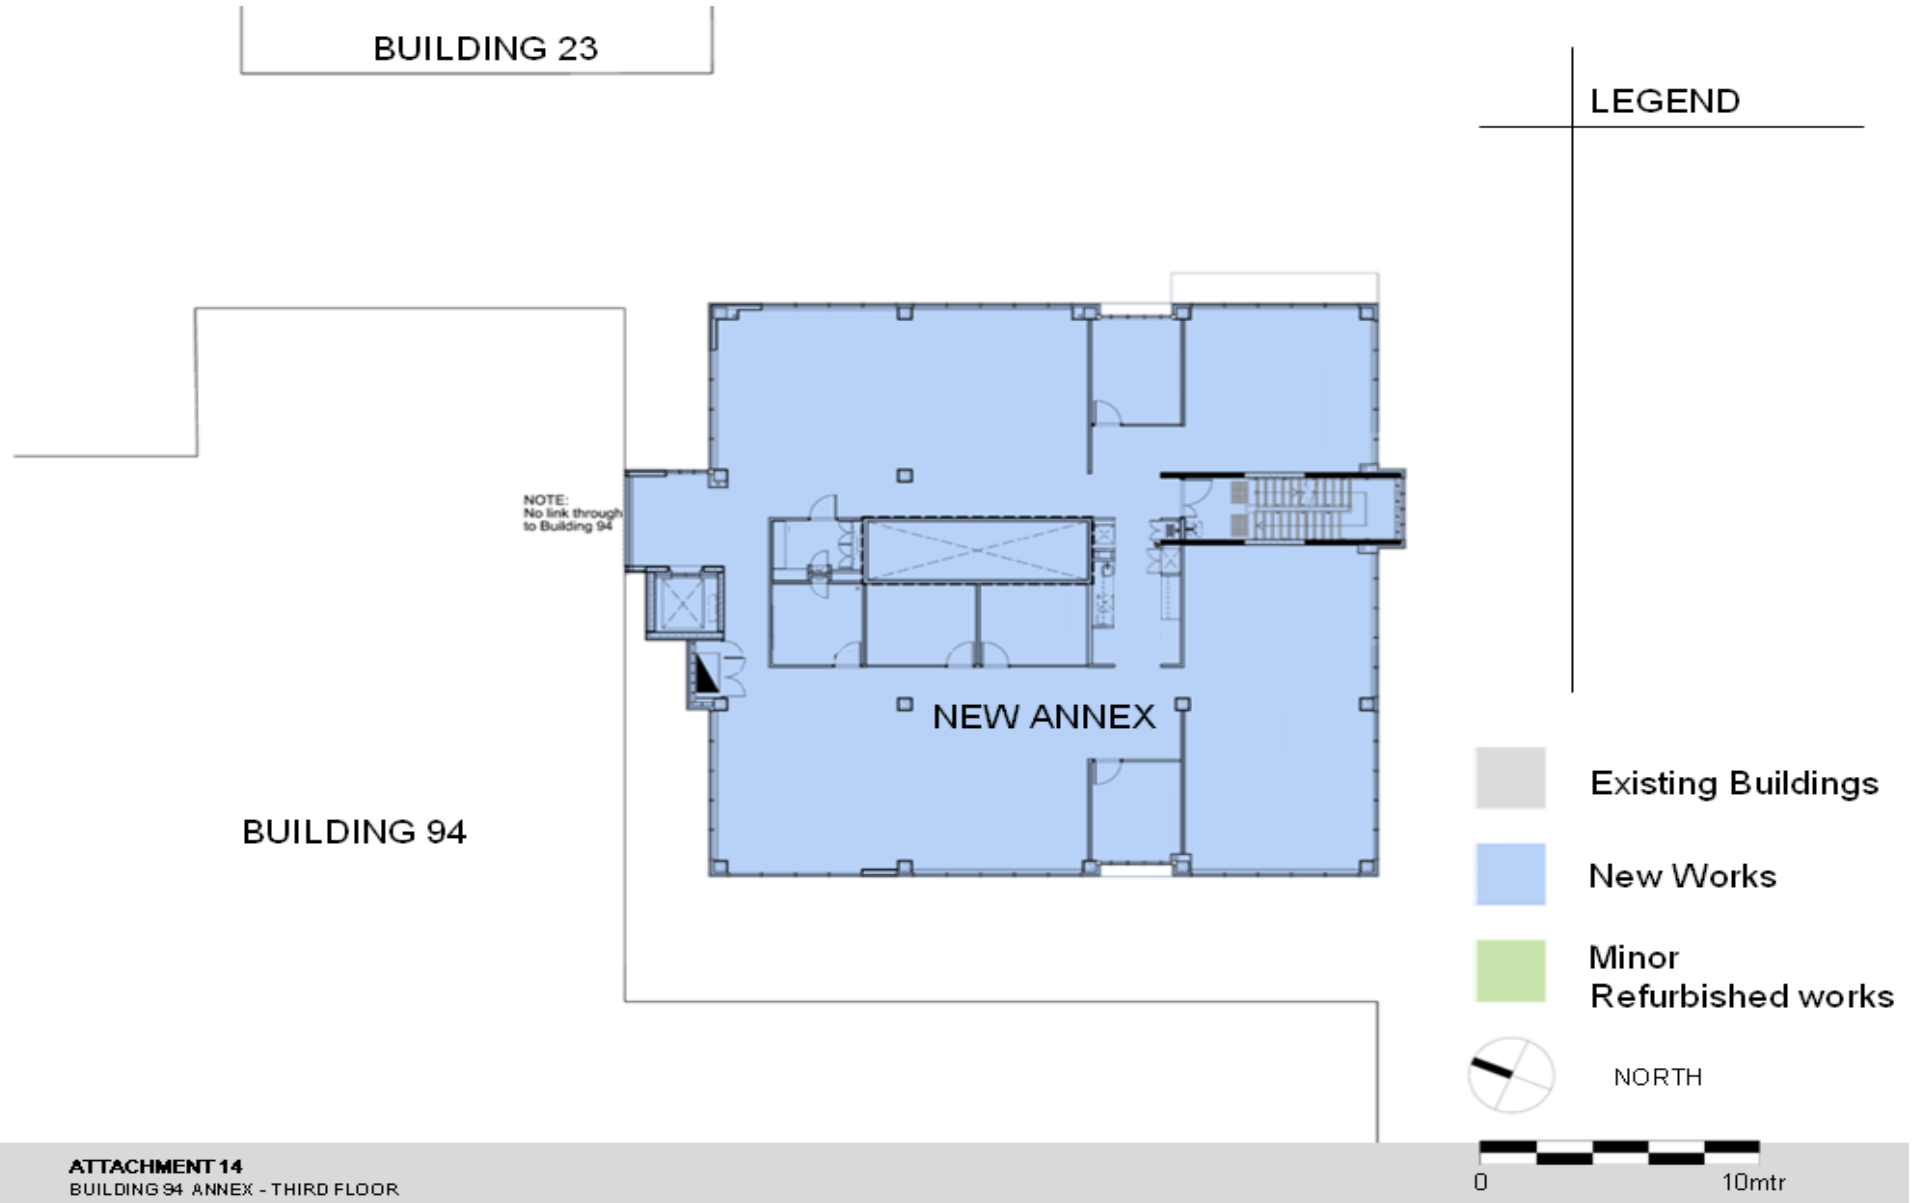 BUILDING 23
LEGEND
NOTE:
No link through
to Building 94
NEW ANNEX
BUILDING 94
Existing Buildings
New Works
Minor
Refurbished works
NORTH
0 10mtr
ATTACHMENT 14
BUILDING 94 ANNEX - THIRD FLOOR